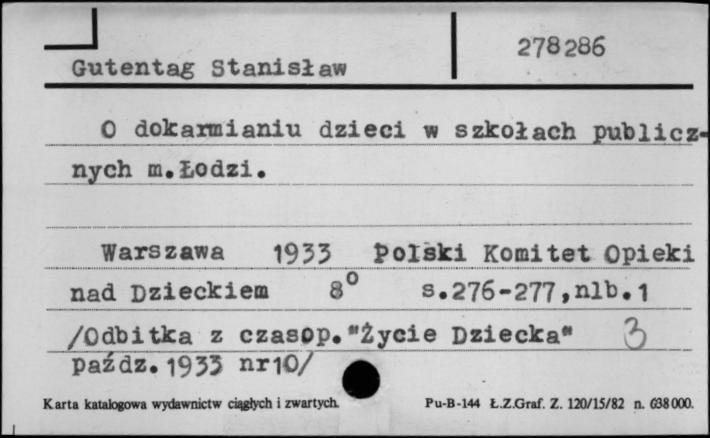 278286
Gutentag Stanisław
O dokarmianiu dzieci w szkołach publicz-
nych m.Łodzi.
Warszawa 1933 Polski Komitet Opieki
nad Dzieckiem 8° s.276-277,nlb.1
/Odbitka z czasop."Życie Dziecka" 3
paźdz.1933 nr10/
Karta katalogowa wydawnictw ciągłych i zwartych. Pu-B-144 Ł.Z.Graf. Z. 120/15/82 n. 638000.